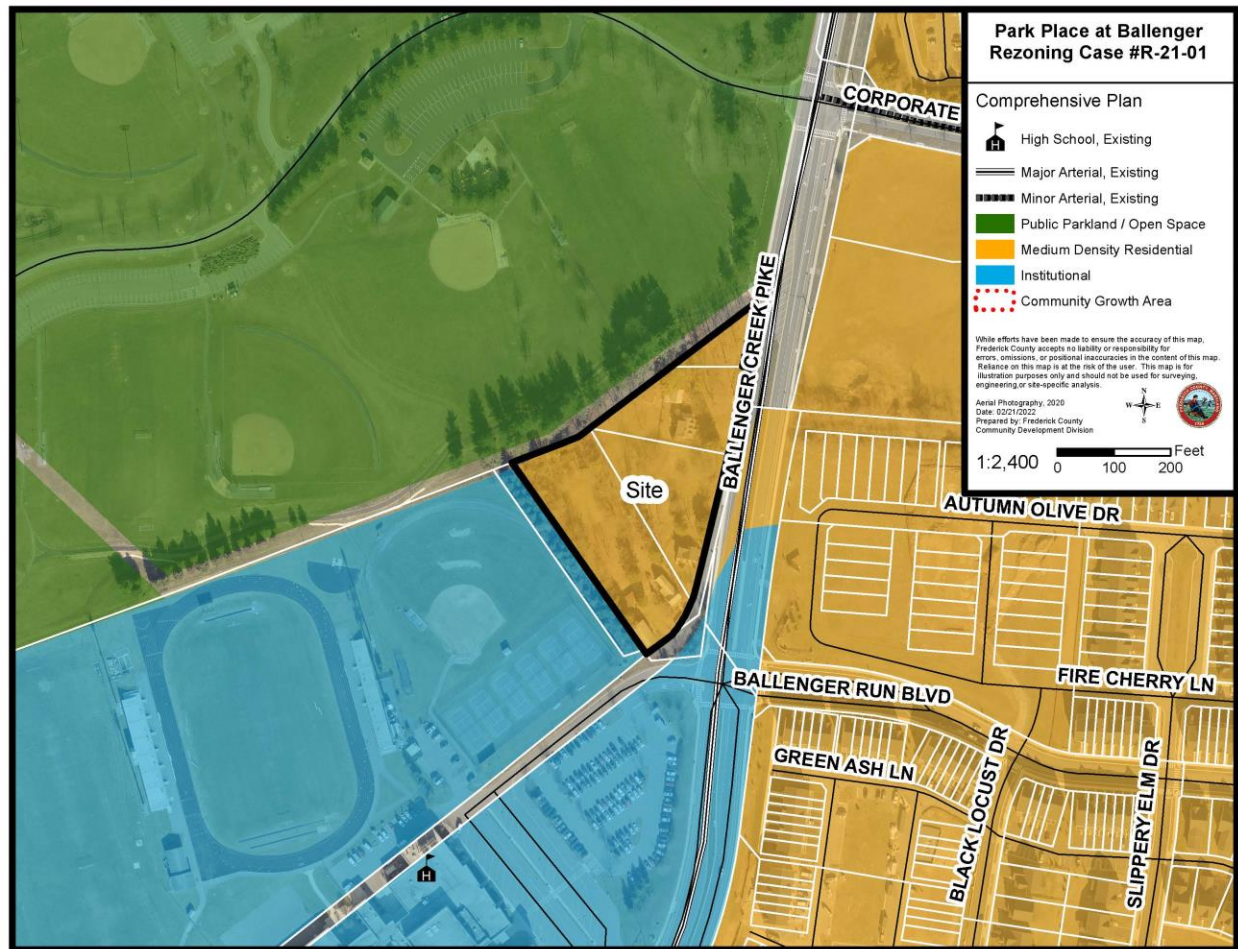 Park Place at Ballenger
Rezoning Case #R-21-01
Comprehensive Plan
H High School, Existing
Major Arterial, Existing
Minor Arterial, Existing
Public Parkland / Open Space
Medium Density Residential
Institutional
Community Growth Area
While efforts have been made to ensure the accuracy of this map,
Frederick County accepts no liability or responsibility for
errors, omissions, or positional inaccuracies in the content of this map.
Reliance on this map is at the risk of the user. This map is for
illustration purposes only and should not be used for surveying,
engineering,or site-specific analysis.
Aerial Photography, 2020
Date: 02/21/2022
Prepared by: Frederick County
Community Development Division
N
W E
S
1:2,400
0 100 200 Feet
CORPORATE
BALLENGER CREEK PIKE
Site
AUTUMN OLIVE DR
FIRE CHERRY LN
BALLENGER RUN BLVD
GREEN ASH LN
BLACK LOCUST DR
SLIPPERY ELM DR
H